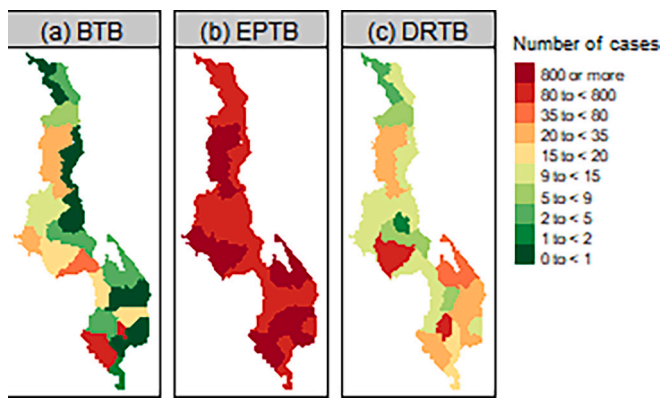 (a) BTB
(b) EPTB
(c) DRTB
Number of cases
800 or more
80 to < 800
35 to < 80
20 to < 35
15 to < 20
9 to < 15
5 to < 9
2 to < 5
1 to < 2
0 to < 1